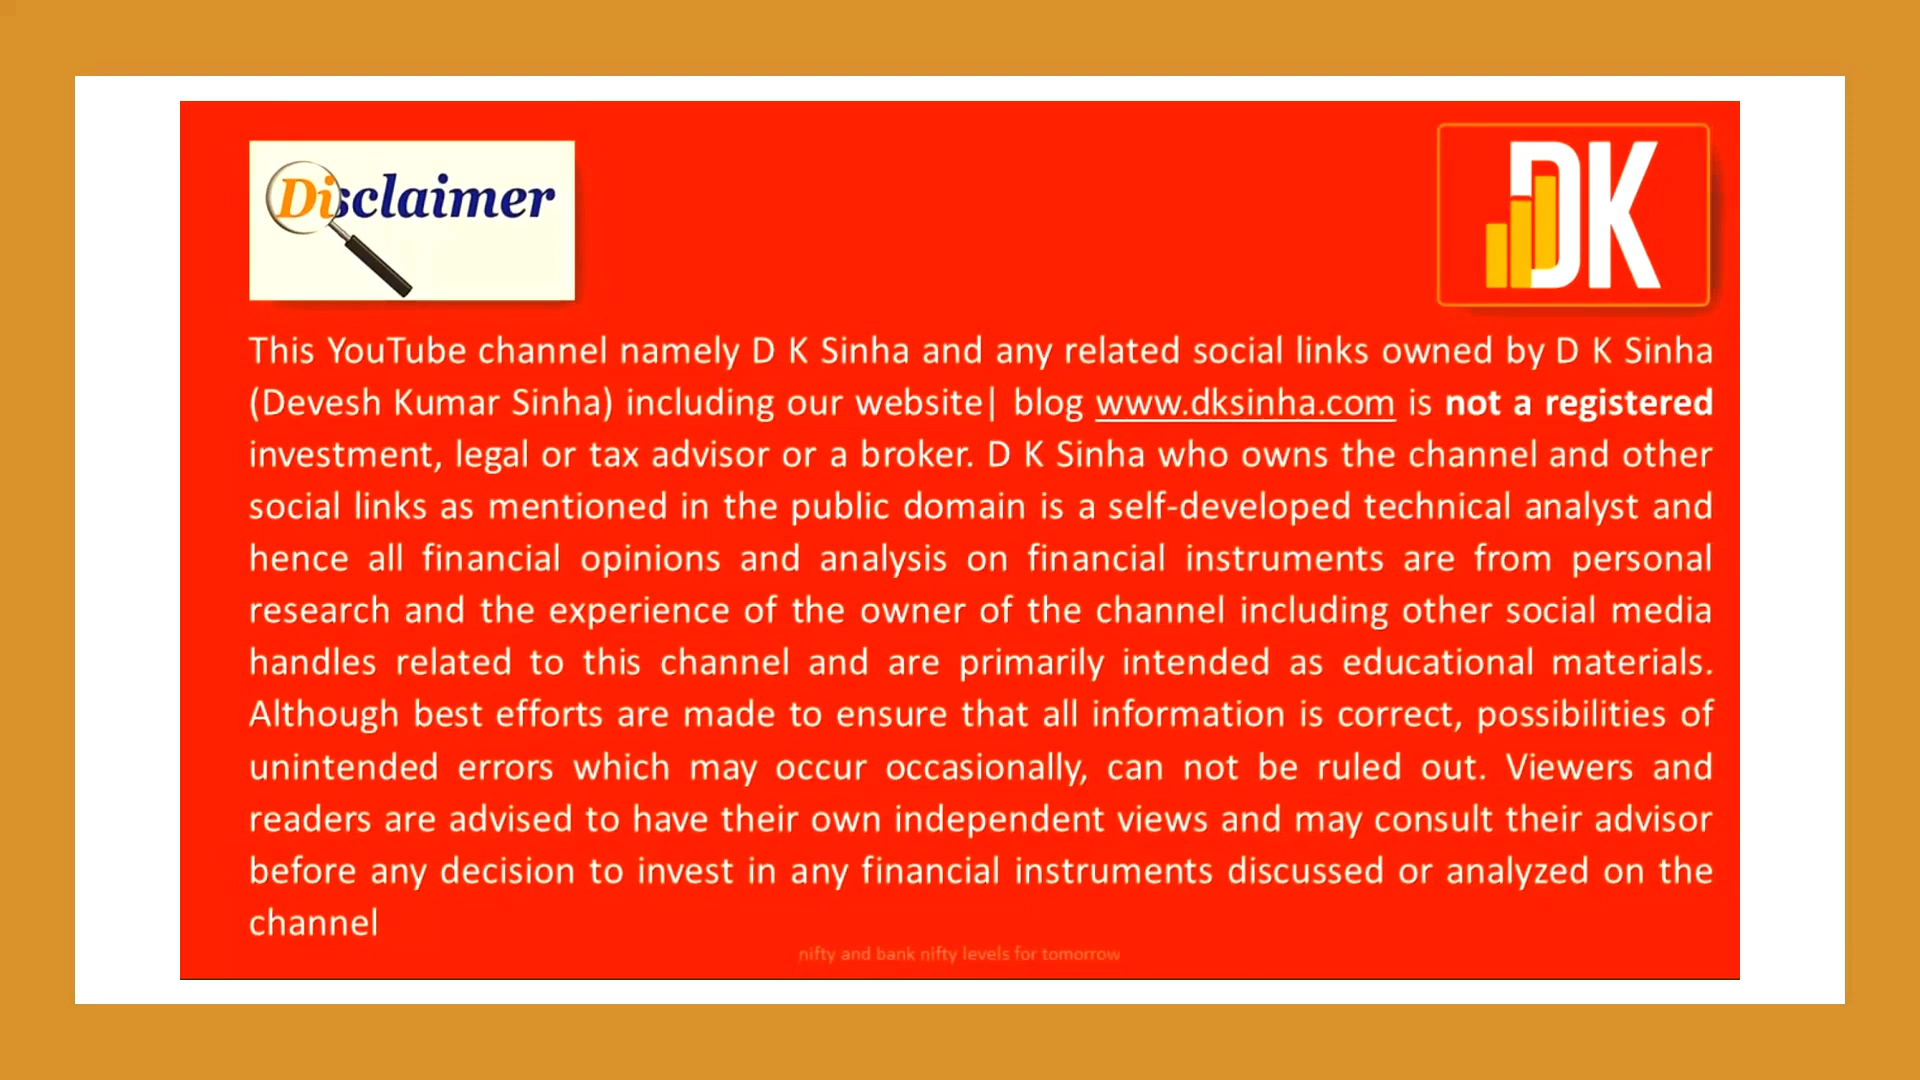 Disclaimer
DK
This YouTube channel namely D K Sinha and any related social links owned by D K Sinha
(Devesh Kumar Sinha) including our website| blog www.dksinha.com is not a registered
investment, legal or tax advisor or a broker. D K Sinha who owns the channel and other
social links as mentioned in the public domain is a self-developed technical analyst and
hence all financial opinions and analysis on financial instruments are from personal
research and the experience of the owner of the channel including other social media
handles related to this channel and are primarily intended as educational materials.
Although best efforts are made to ensure that all information is correct, possibilities of
unintended errors which may occur occasionally, can not be ruled out. Viewers and
readers are advised to have their own independent views and may consult their advisor
before any decision to invest in any financial instruments discussed or analyzed on the
channel
nifty and bank nifty levels for tomorrow